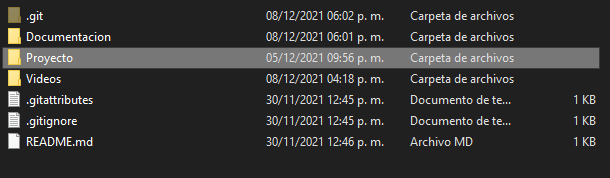 .git 08/12/2021 06:02 p. m. Carpeta de archivos
Documentacion 08/12/2021 06:01 p. m. Carpeta de archivos
Proyecto 05/12/2021 09:56 p. m. Carpeta de archivos
Videos 08/12/2021 04:18 p. m. Carpeta de archivos
.gitattributes 30/11/2021 12:45 p. m. Documento de te... 1 KB
.gitignore 30/11/2021 12:45 p. m. Documento de te... 1 KB
README.md 30/11/2021 12:46 p. m. Archivo MD 1 KB